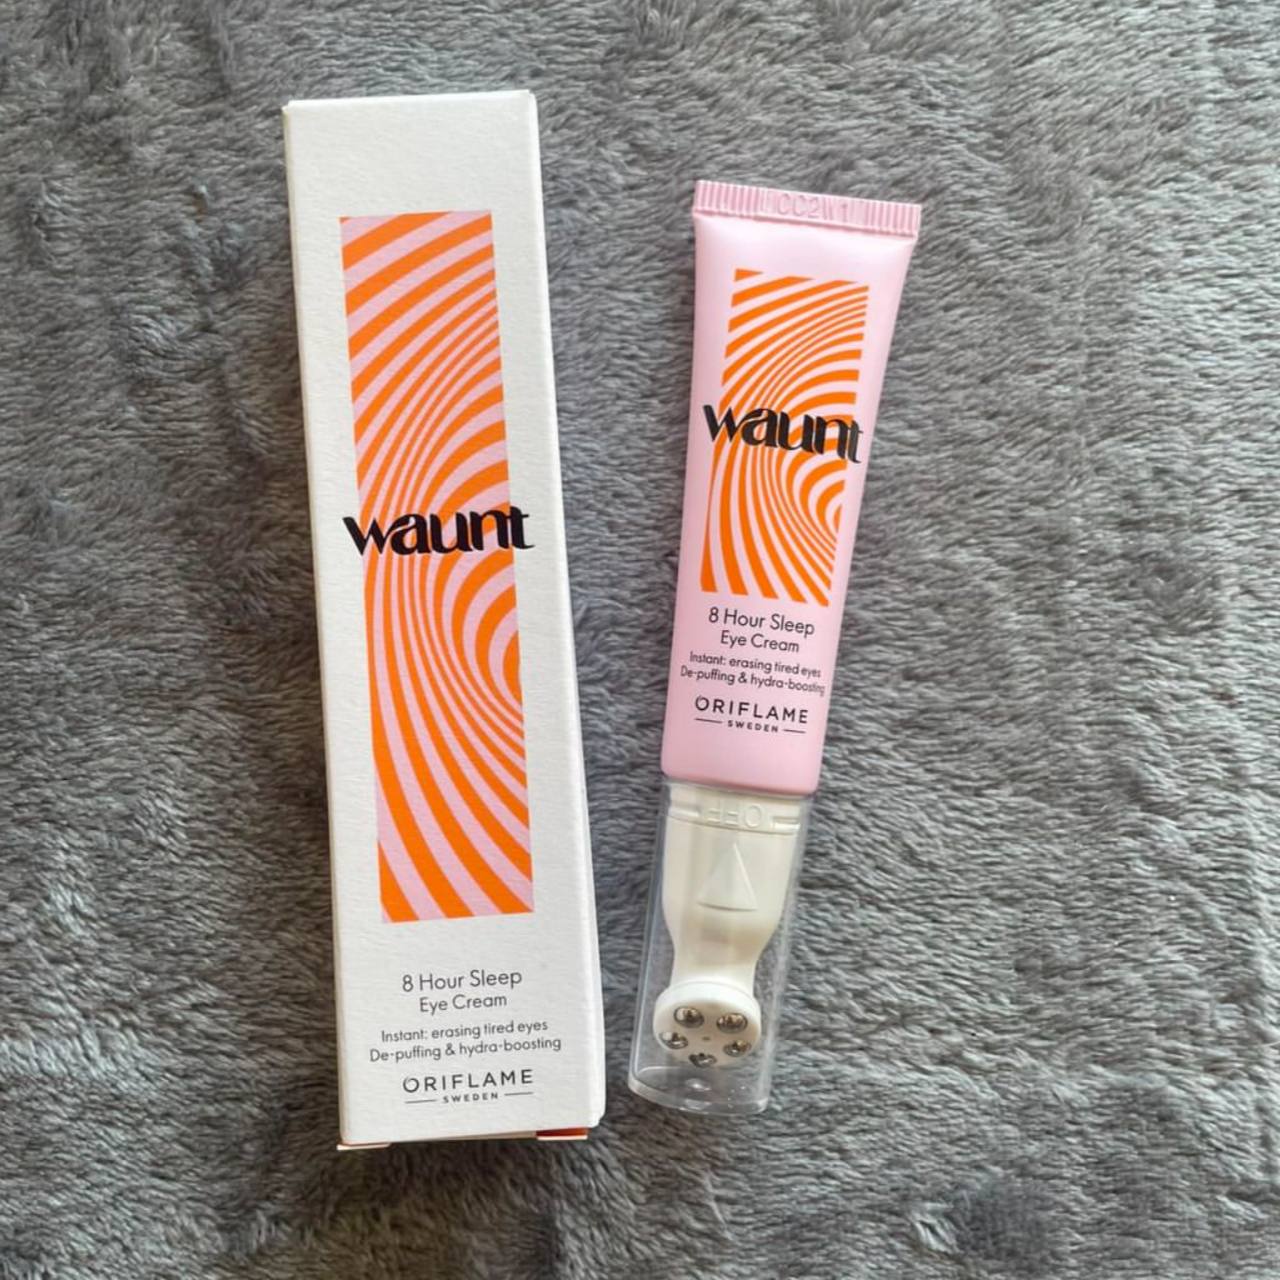 waunt
8 Hour Sleep
Eye Cream
Instant: erasing tired eyes
De-puffing & hydra-boosting
ORIFLAME
SWEDEN
waunt
8 Hour Sleep
Eye Cream
Instant: erasing tired eyes
De-puffing & hydra-boosting
ORIFLAME
SWEDEN
OFF